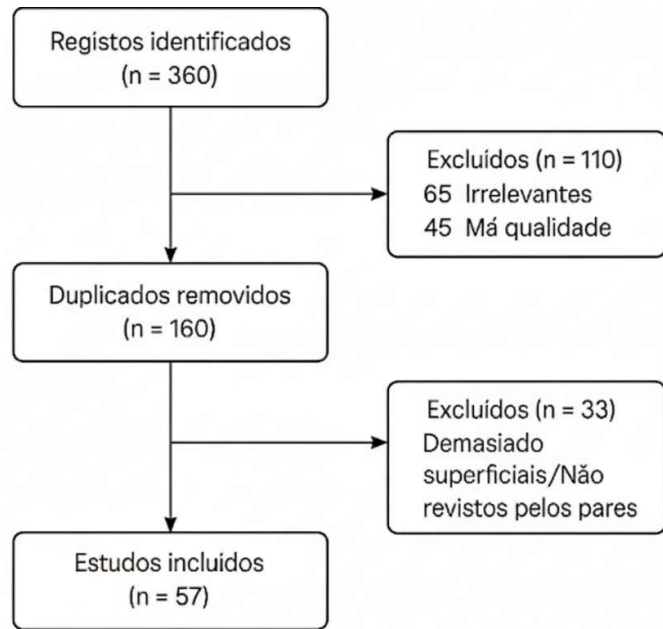 Registos identificados
(n = 360)
Excluídos (n = 110)
65 Irrelevantes
45 Má qualidade
Duplicados removidos
(n = 160)
Excluídos (n = 33)
Demasiado
superficiais/Nǎo
revistos pelos pares
Estudos incluídos
(n = 57)